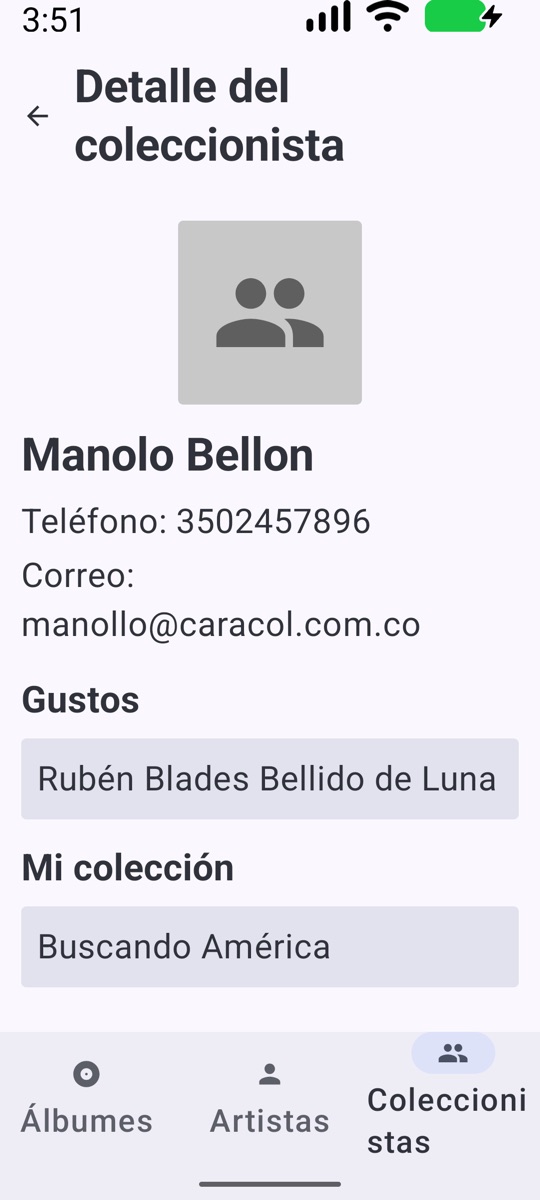 3:51
Detalle del
coleccionista
Manolo Bellon
Teléfono: 3502457896
Correo:
manollo@caracol.com.co
Gustos
Rubén Blades Bellido de Luna
Mi colección
Buscando América
Álbumes
Artistas
Coleccioni
stas